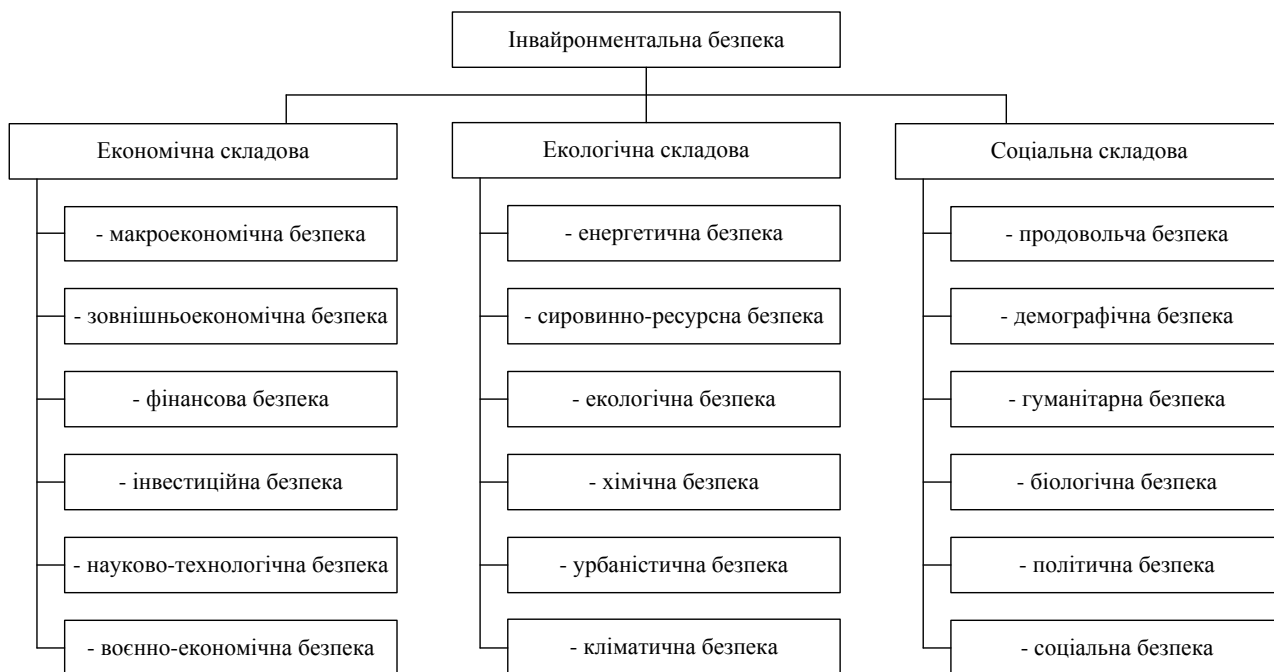 Інвайронментальна безпека
Економічна складова
- макроекономічна безпека
- зовнішньоекономічна безпека
- фінансова безпека
- інвестиційна безпека
- науково-технологічна безпека
- воєнно-економічна безпека
Екологічна складова
- енергетична безпека
- сировинно-ресурсна безпека
- екологічна безпека
- хімічна безпека
- урбаністична безпека
- кліматична безпека
Соціальна складова
- продовольча безпека
- демографічна безпека
- гуманітарна безпека
- біологічна безпека
- політична безпека
- соціальна безпека